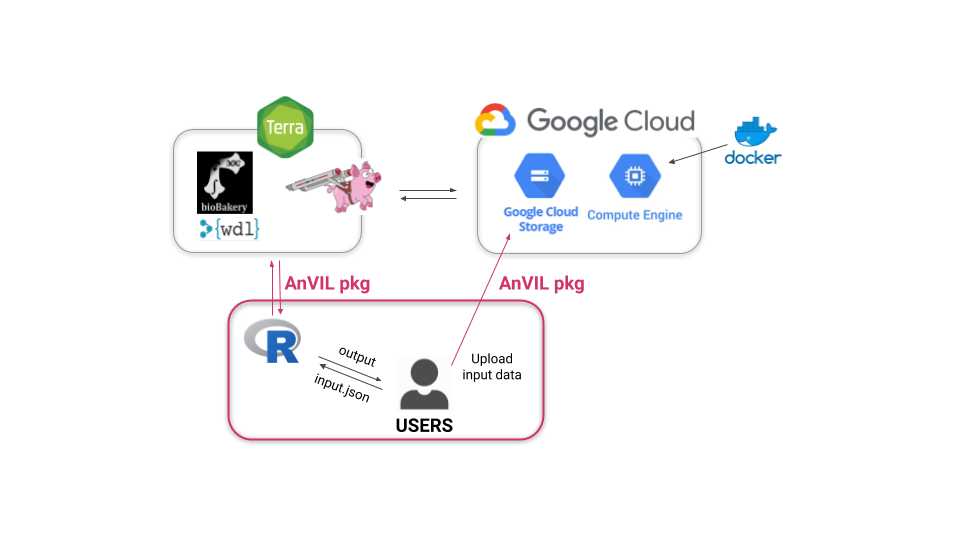 Terra
Google Cloud
docker
bioBakery
{wdl}
Google Cloud
Storage
Compute Engine
AnVIL pkg
AnVIL pkg
R
output
input.json
Upload
input data
USERS